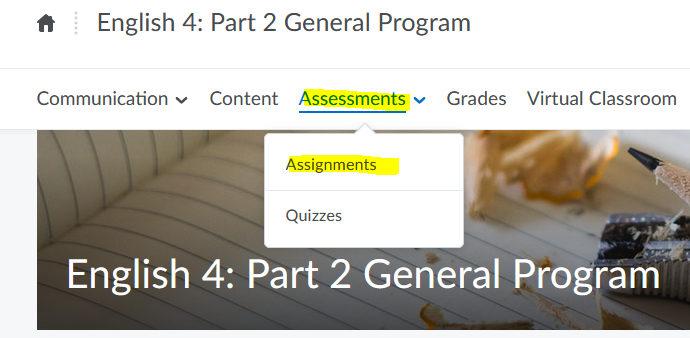 English 4: Part 2 General Program
Communication Content Assessments Grades Virtual Classroom
Assignments
Quizzes
English 4: Part 2 General Program